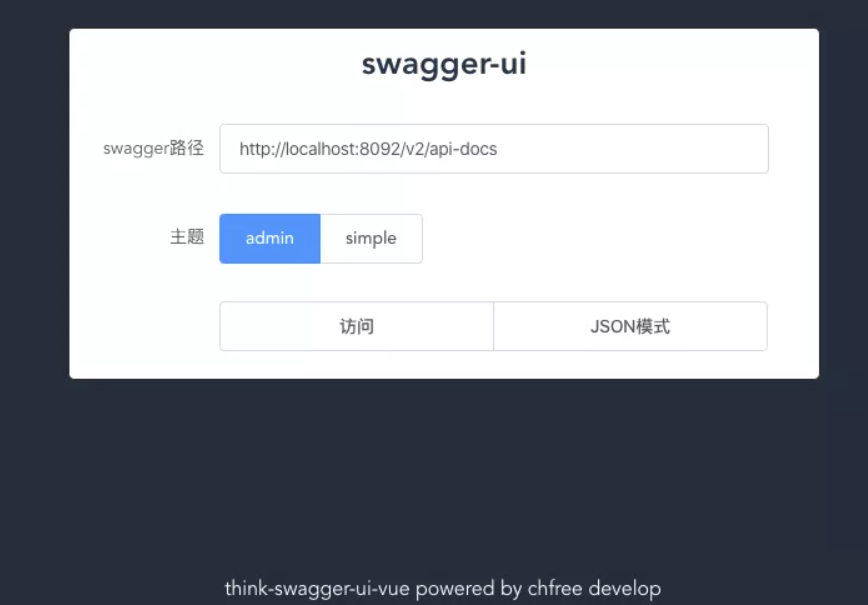 swagger-ui
swagger路径 http://localhost:8092/v2/api-docs
主题 admin simple
访问 JSON模式
think-swagger-ui-vue powered by chfree develop